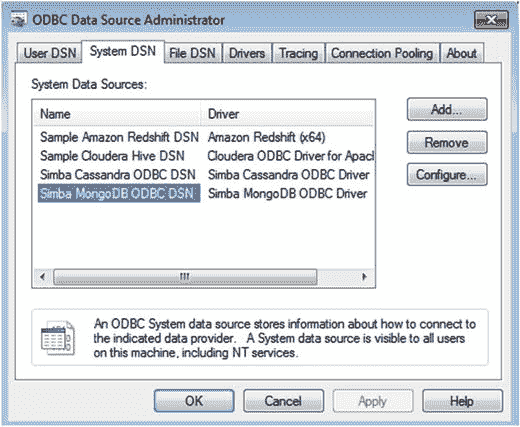 ODBC Data Source Administrator
User DSN System DSN File DSN Drivers Tracing Connection Pooling About
System Data Sources:
Name Driver
Sample Amazon Redshift DSN Amazon Redshift (x64)
Sample Cloudera Hive DSN Cloudera ODBC Driver for Apacl
Simba Cassandra ODBC DSN Simba Cassandra ODBC Driver
Simba MongoDB ODBC DSN Simba MongoDB ODBC Driver
Add...
Remove
Configure...
An ODBC System data source stores information about how to connect to
the indicated data provider. A System data source is visible to all users
on this machine, including NT services.
OK Cancel Apply Help